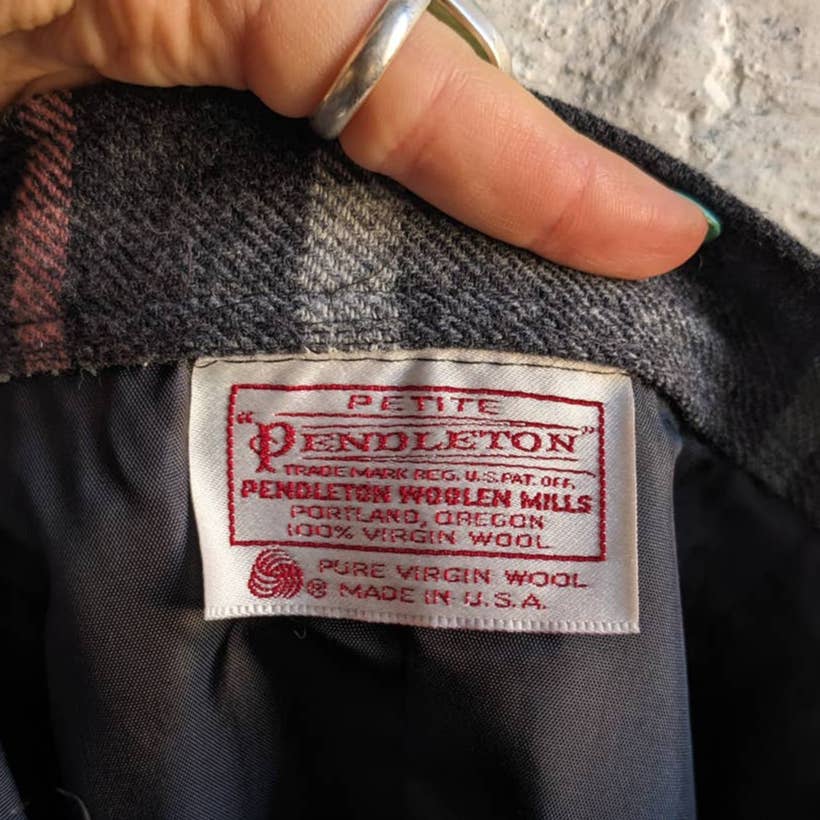 PETITE
"PENDLETON"
TRADE MARK REG. U.S. PAT. OFF.
PENDLETON WOOLEN MILLS
PORTLAND, OREGON
100% VIRGIN WOOL
PURE VIRGIN WOOL
® MADE IN U.S.A.